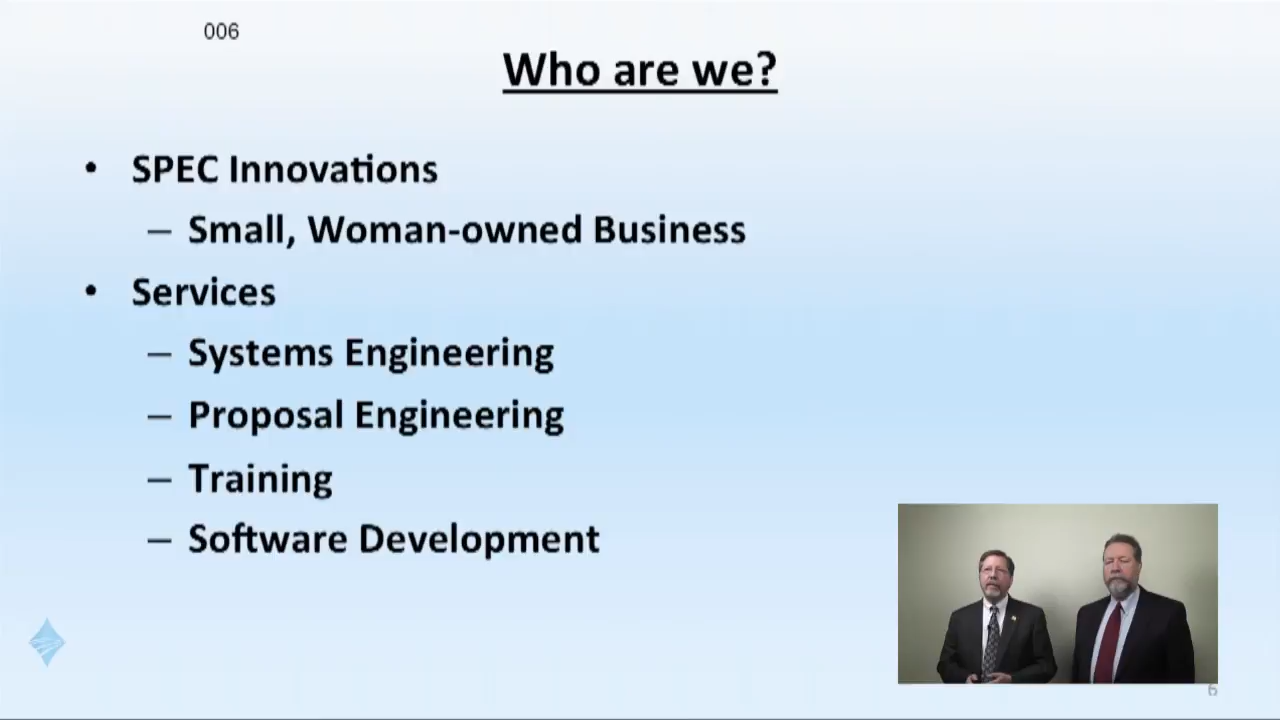 006
Who are we?
• SPEC Innovations
– Small, Woman-owned Business
• Services
– Systems Engineering
– Proposal Engineering
– Training
– Software Development
6